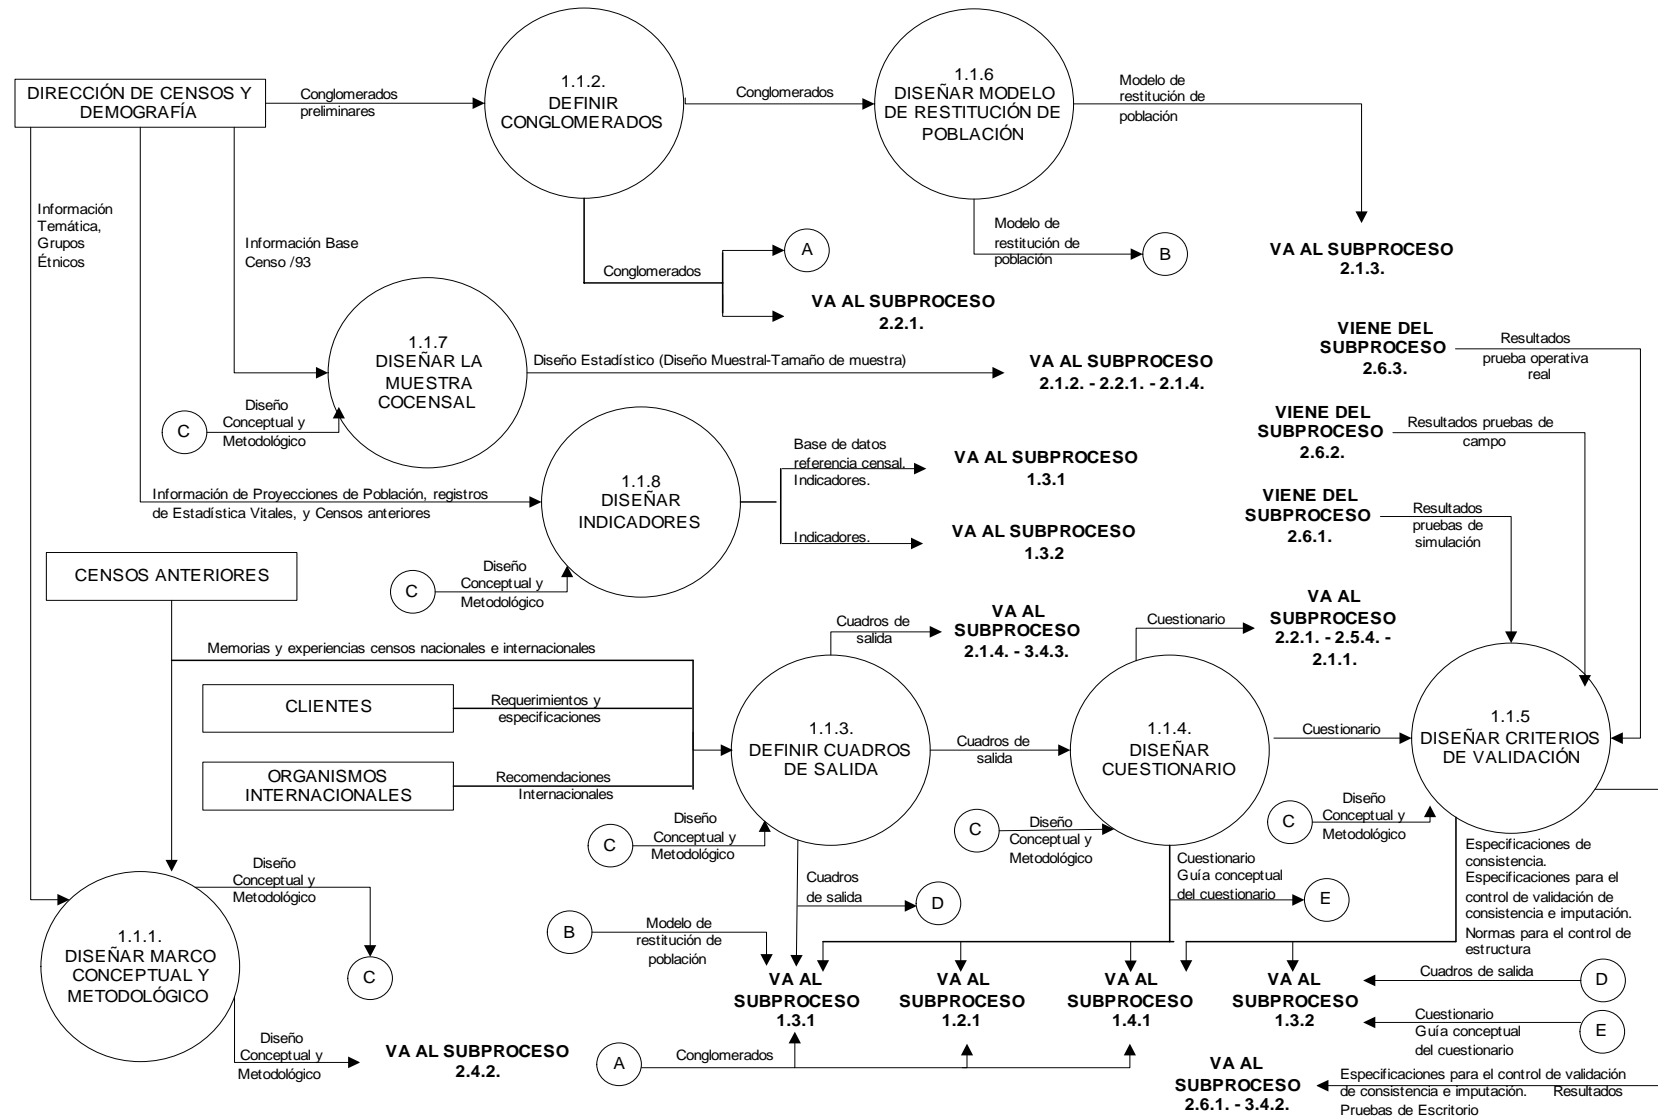 DIRECCIÓN DE CENSOS Y
DEMOGRAFÍA
Conglomerados
preliminares
1.1.2.
DEFINIR
CONGLOMERADOS
Conglomerados
1.1.6
DISEÑAR MODELO
DE RESTITUCIÓN DE
POBLACIÓN
Modelo de
restitución de
población
Información
Temática,
Grupos
Étnicos
Información Base
Censo /93
Conglomerados
A
VA AL SUBPROCESO
2.2.1.
Modelo de
restitución de
población
B
VA AL SUBPROCESO
2.1.3.
1.1.7
DISEÑAR LA
MUESTRA
COCENSAL
Diseño Estadístico (Diseño Muestral-Tamaño de muestra)
VA AL SUBPROCESO
2.1.2. - 2.2.1. - 2.1.4.
VIENE DEL
SUBPROCESO
2.6.3.
Resultados
prueba operativa
real
C
Diseño
Conceptual y
Metodológico
VIENE DEL
SUBPROCESO
2.6.2.
Resultados pruebas de
campo
Información de Proyecciones de Población, registros
de Estadística Vitales, y Censos anteriores
1.1.8
DISEÑAR
INDICADORES
Base de datos
referencia censal.
Indicadores.
VA AL SUBPROCESO
1.3.1
Indicadores.
VA AL SUBPROCESO
1.3.2
VIENE DEL
SUBPROCESO
2.6.1.
Resultados
pruebas de
simulación
CENSOS ANTERIORES
C
Diseño
Conceptual y
Metodológico
Cuadros de
salida
VA AL
SUBPROCESO
2.1.4. - 3.4.3.
Cuestionario
VA AL
SUBPROCESO
2.2.1. - 2.5.4. -
2.1.1.
Memorias y experiencias censos nacionales e internacionales
CLIENTES
Requerimientos y
especificaciones
ORGANISMOS
INTERNACIONALES
Recomendaciones
Internacionales
1.1.3.
DEFINIR CUADROS
DE SALIDA
Cuadros de
salida
1.1.4.
DISEÑAR
CUESTIONARIO
Cuestionario
1.1.5
DISEÑAR CRITERIOS
DE VALIDACIÓN
C
Diseño
Conceptual y
Metodológico
C
Diseño
Conceptual y
Metodológico
C
Diseño
Conceptual y
Metodológico
1.1.1.
DISEÑAR MARCO
CONCEPTUAL Y
METODOLÓGICO
Diseño
Conceptual y
Metodológico
C
Cuadros
de salida
D
Cuestionario
Guía conceptual
del cuestionario
E
Especificaciones de
consistencia.
Especificaciones para el
control de validación de
consistencia e imputación.
Normas para el control de
estructura
B
Modelo de
restitución de
población
VA AL
SUBPROCESO
1.3.1
VA AL
SUBPROCESO
1.2.1
VA AL
SUBPROCESO
1.4.1
VA AL
SUBPROCESO
1.3.2
Cuadros de salida
D
Cuestionario
Guía conceptual
del cuestionario
E
Diseño
Conceptual y
Metodológico
VA AL SUBPROCESO
2.4.2.
A
Conglomerados
VA AL
SUBPROCESO
2.6.1. - 3.4.2.
Especificaciones para el control de validación
de consistencia e imputación. Resultados
Pruebas de Escritorio